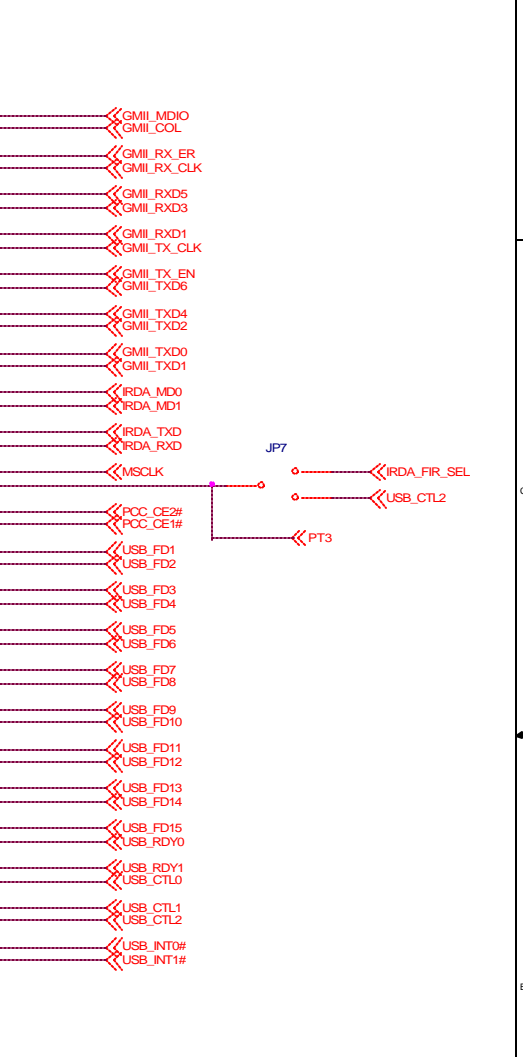 GMII_MDIO
GMII_COL
GMII_RX_ER
GMII_RX_CLK
GMII_RXD5
GMII_RXD3
GMII_RXD1
GMII_TX_CLK
GMII_TX_EN
GMII_TXD6
GMII_TXD4
GMII_TXD2
GMII_TXD0
GMII_TXD1
IRDA_MD0
IRDA_MD1
IRDA_TXD
IRDA_RXD
JP7
MSCLK
IRDA_FIR_SEL
USB_CTL2
PCC_CE2#
PCC_CE1#
PT3
USB_FD1
USB_FD2
USB_FD3
USB_FD4
USB_FD5
USB_FD6
USB_FD7
USB_FD8
USB_FD9
USB_FD10
USB_FD11
USB_FD12
USB_FD13
USB_FD14
USB_FD15
USB_RDY0
USB_RDY1
USB_CTL0
USB_CTL1
USB_CTL2
USB_INT0#
USB_INT1#